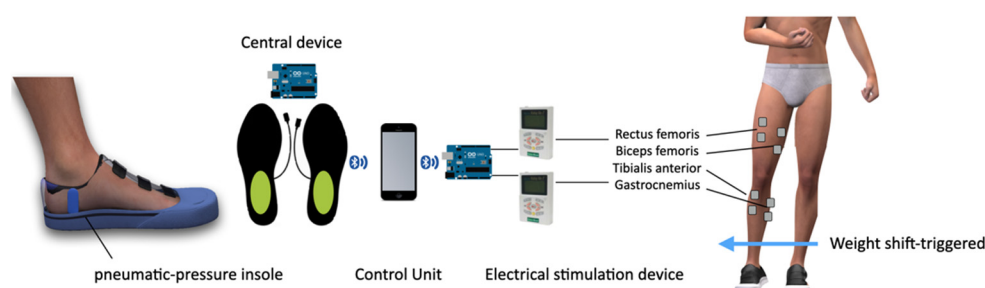 Central device
Rectus femoris
Biceps femoris
Tibialis anterior
Gastrocnemius
Weight shift-triggered
pneumatic-pressure insole
Control Unit
Electrical stimulation device